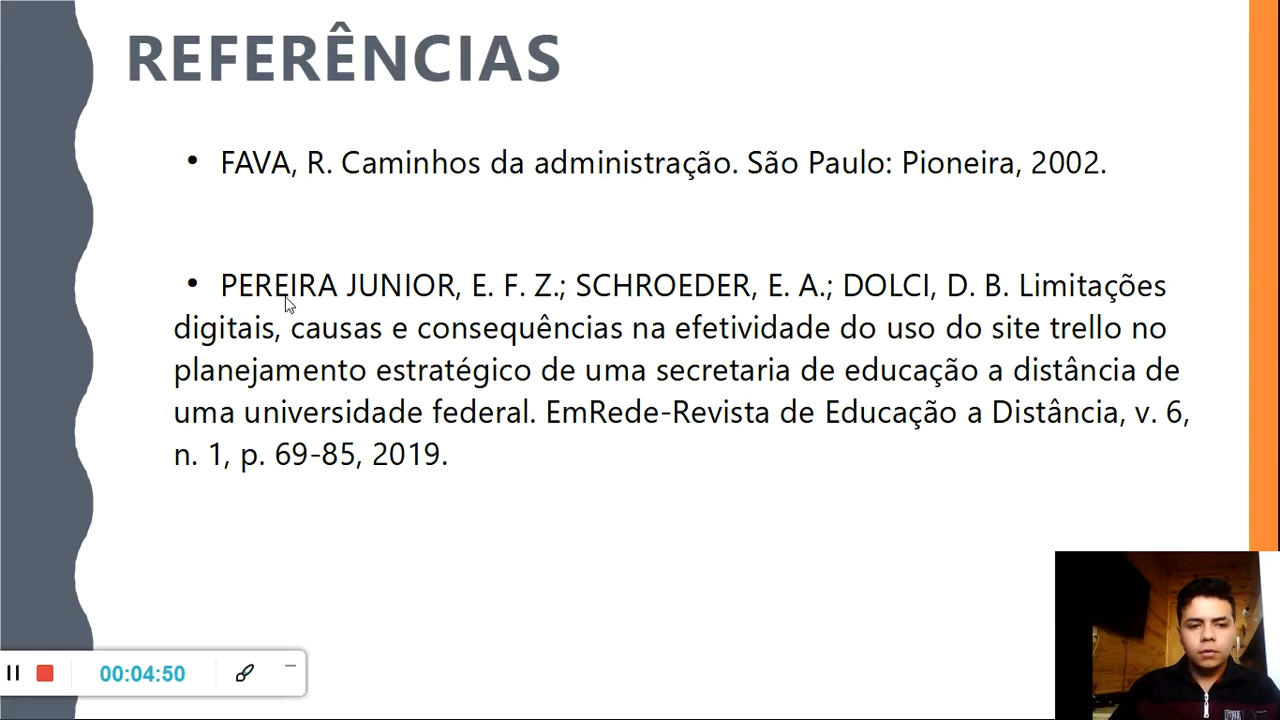 REFERÊNCIAS
• FAVA, R. Caminhos da administração. São Paulo: Pioneira, 2002.
• PEREIRA JUNIOR, E. F. Z.; SCHROEDER, E. A.; DOLCI, D. B. Limitações
digitais, causas e consequências na efetividade do uso do site trello no
planejamento estratégico de uma secretaria de educação a distância de
uma universidade federal. EmRede-Revista de Educação a Distância, v. 6,
n. 1, p. 69-85, 2019.
00:04:50